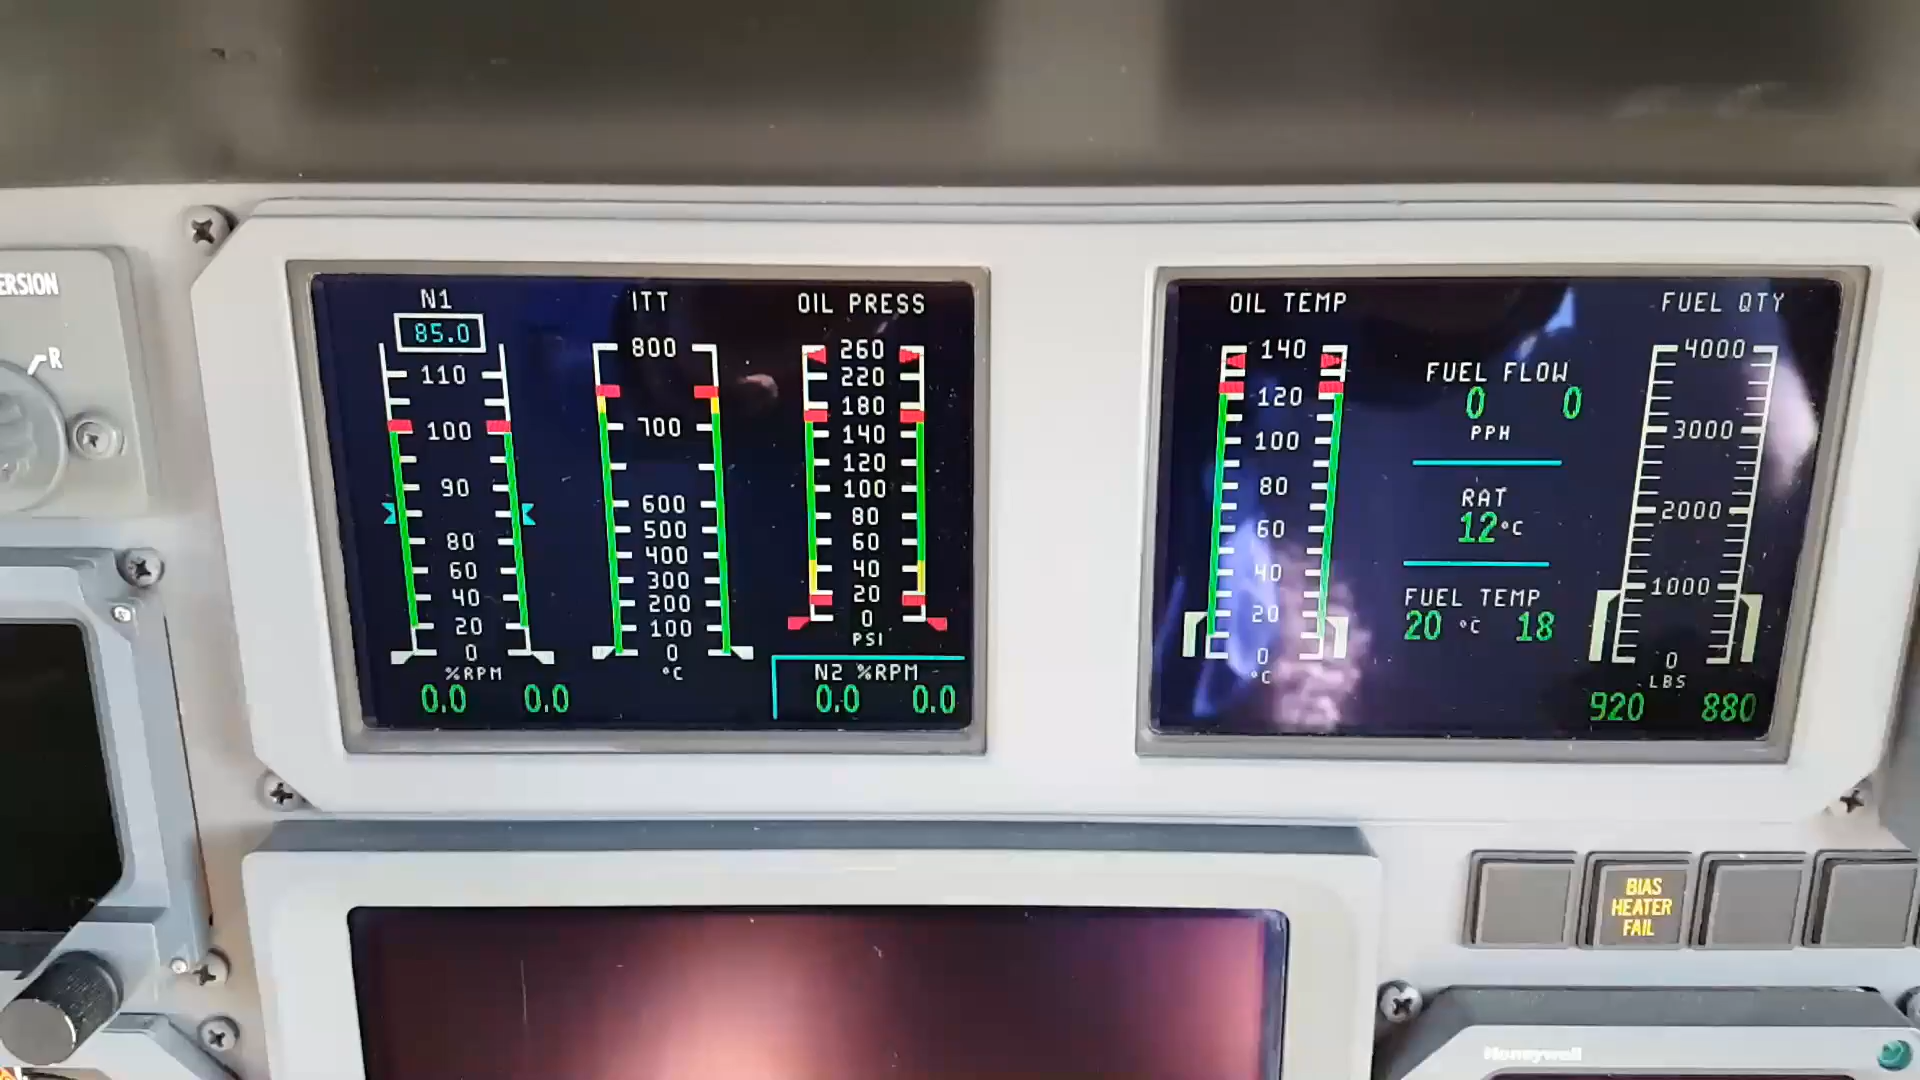 ERSION
R
N1
85.0
110
100
90
80
60
40
20
0
%RPM
0.0 0.0
ITT
800
700
600
500
400
300
200
100
0
°C
OIL PRESS
260
220
180
140
120
100
80
60
40
20
0
PSI
N2 %RPM
0.0 0.0
OIL TEMP
140
120
100
80
60
40
20
0
°C
FUEL FLOW
0 0
PPH
RAT
12°C
FUEL TEMP
20 °C 18
FUEL QTY
4000
3000
2000
1000
0
LBS
920 880
BIAS
HEATER
FAIL
Honeywell